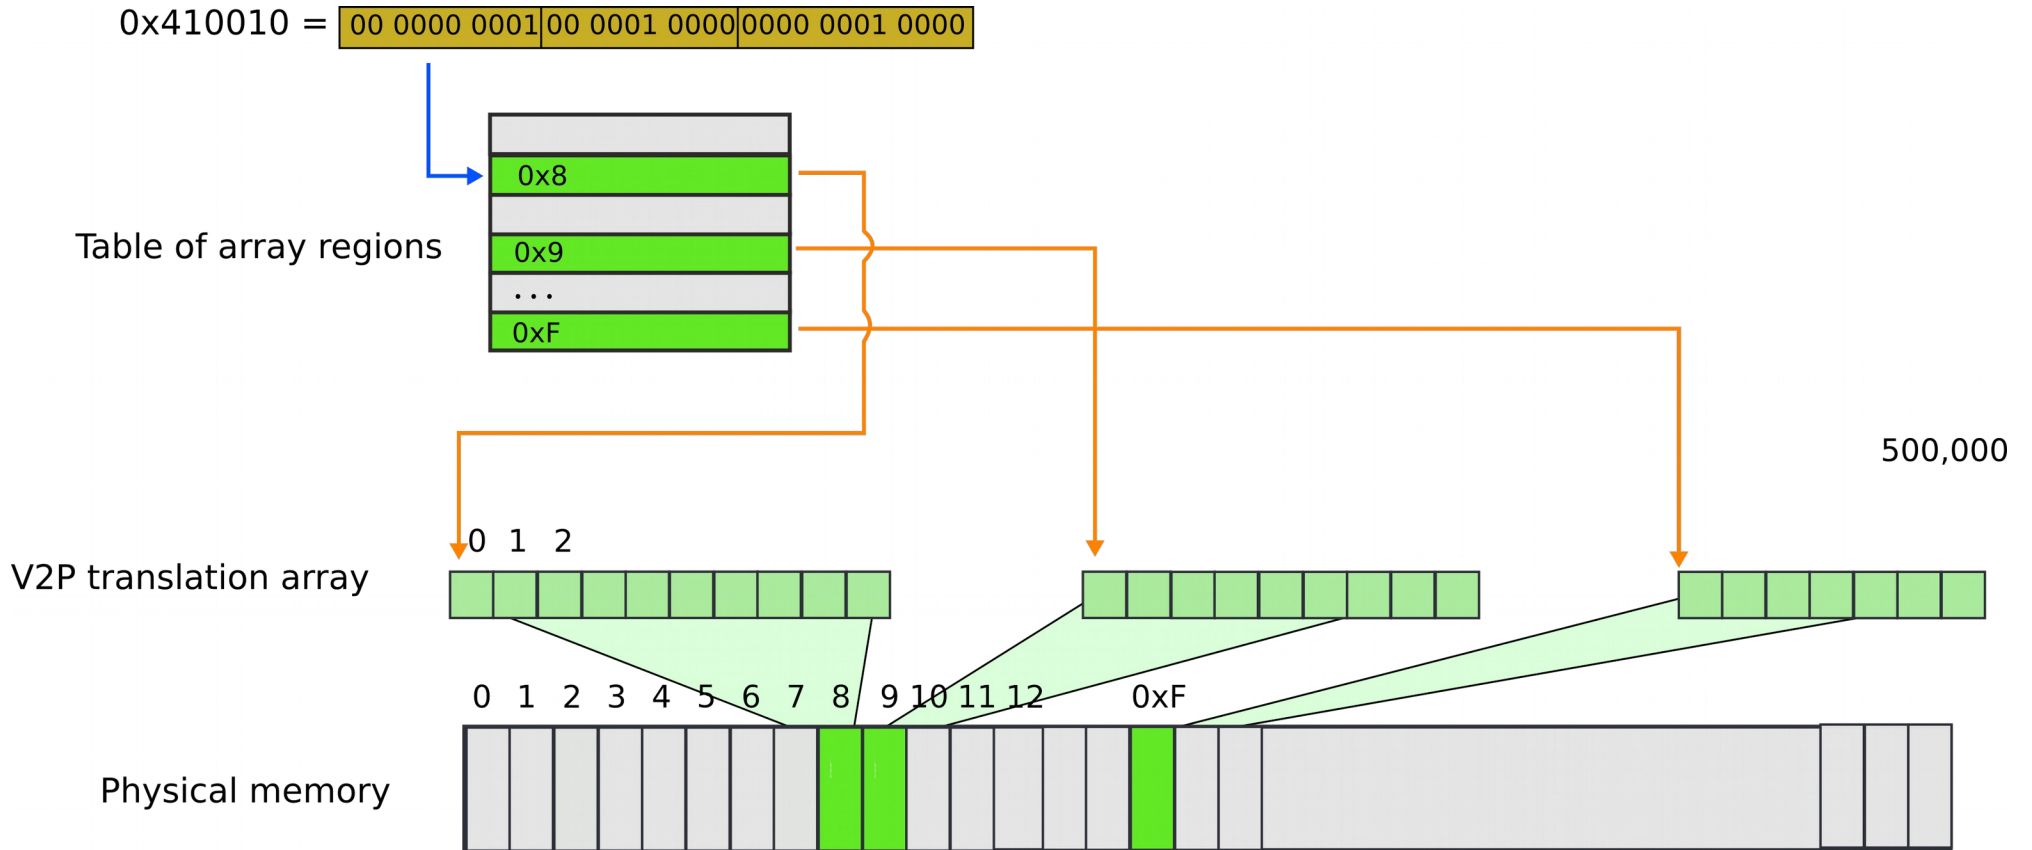 0x410010 = 00 0000 0001 00 0001 0000 0000 0001 0000
0x8
Table of array regions
0x9
...
0xF
500,000
0 1 2
V2P translation array
0 1 2 3 4 5 6 7 8 9 10 11 12 0xF
Physical memory